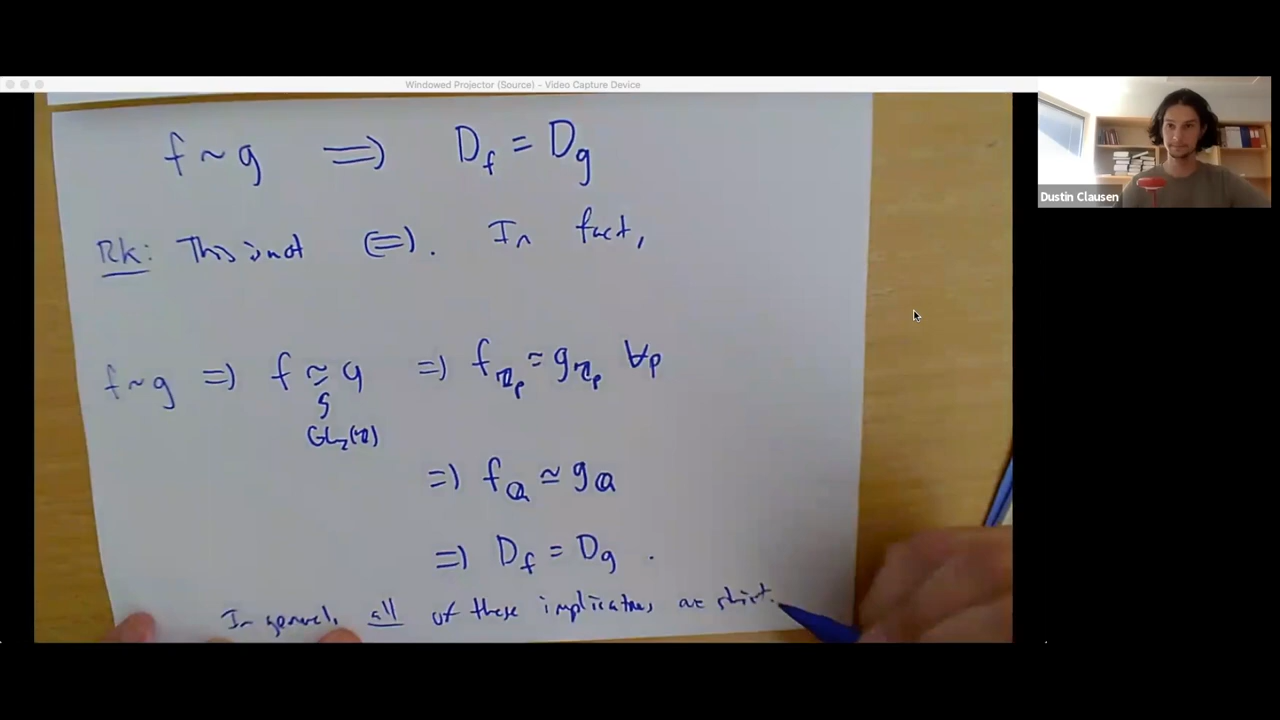 Windowed Projector (Source) - Video Capture Device
f ~ g ⟹ D_f = D_g
Rk: This is not ⟺. In fact,
f ~ g ⟹ f ≃ g ⟹ f_{ℤ_p} ≃ g_{ℤ_p} ∀p
GL_2(ℤ)
⟹ f_ℚ ≃ g_ℚ
⟹ D_f = D_g .
In general, all of these implications are strict.
Dustin Clausen